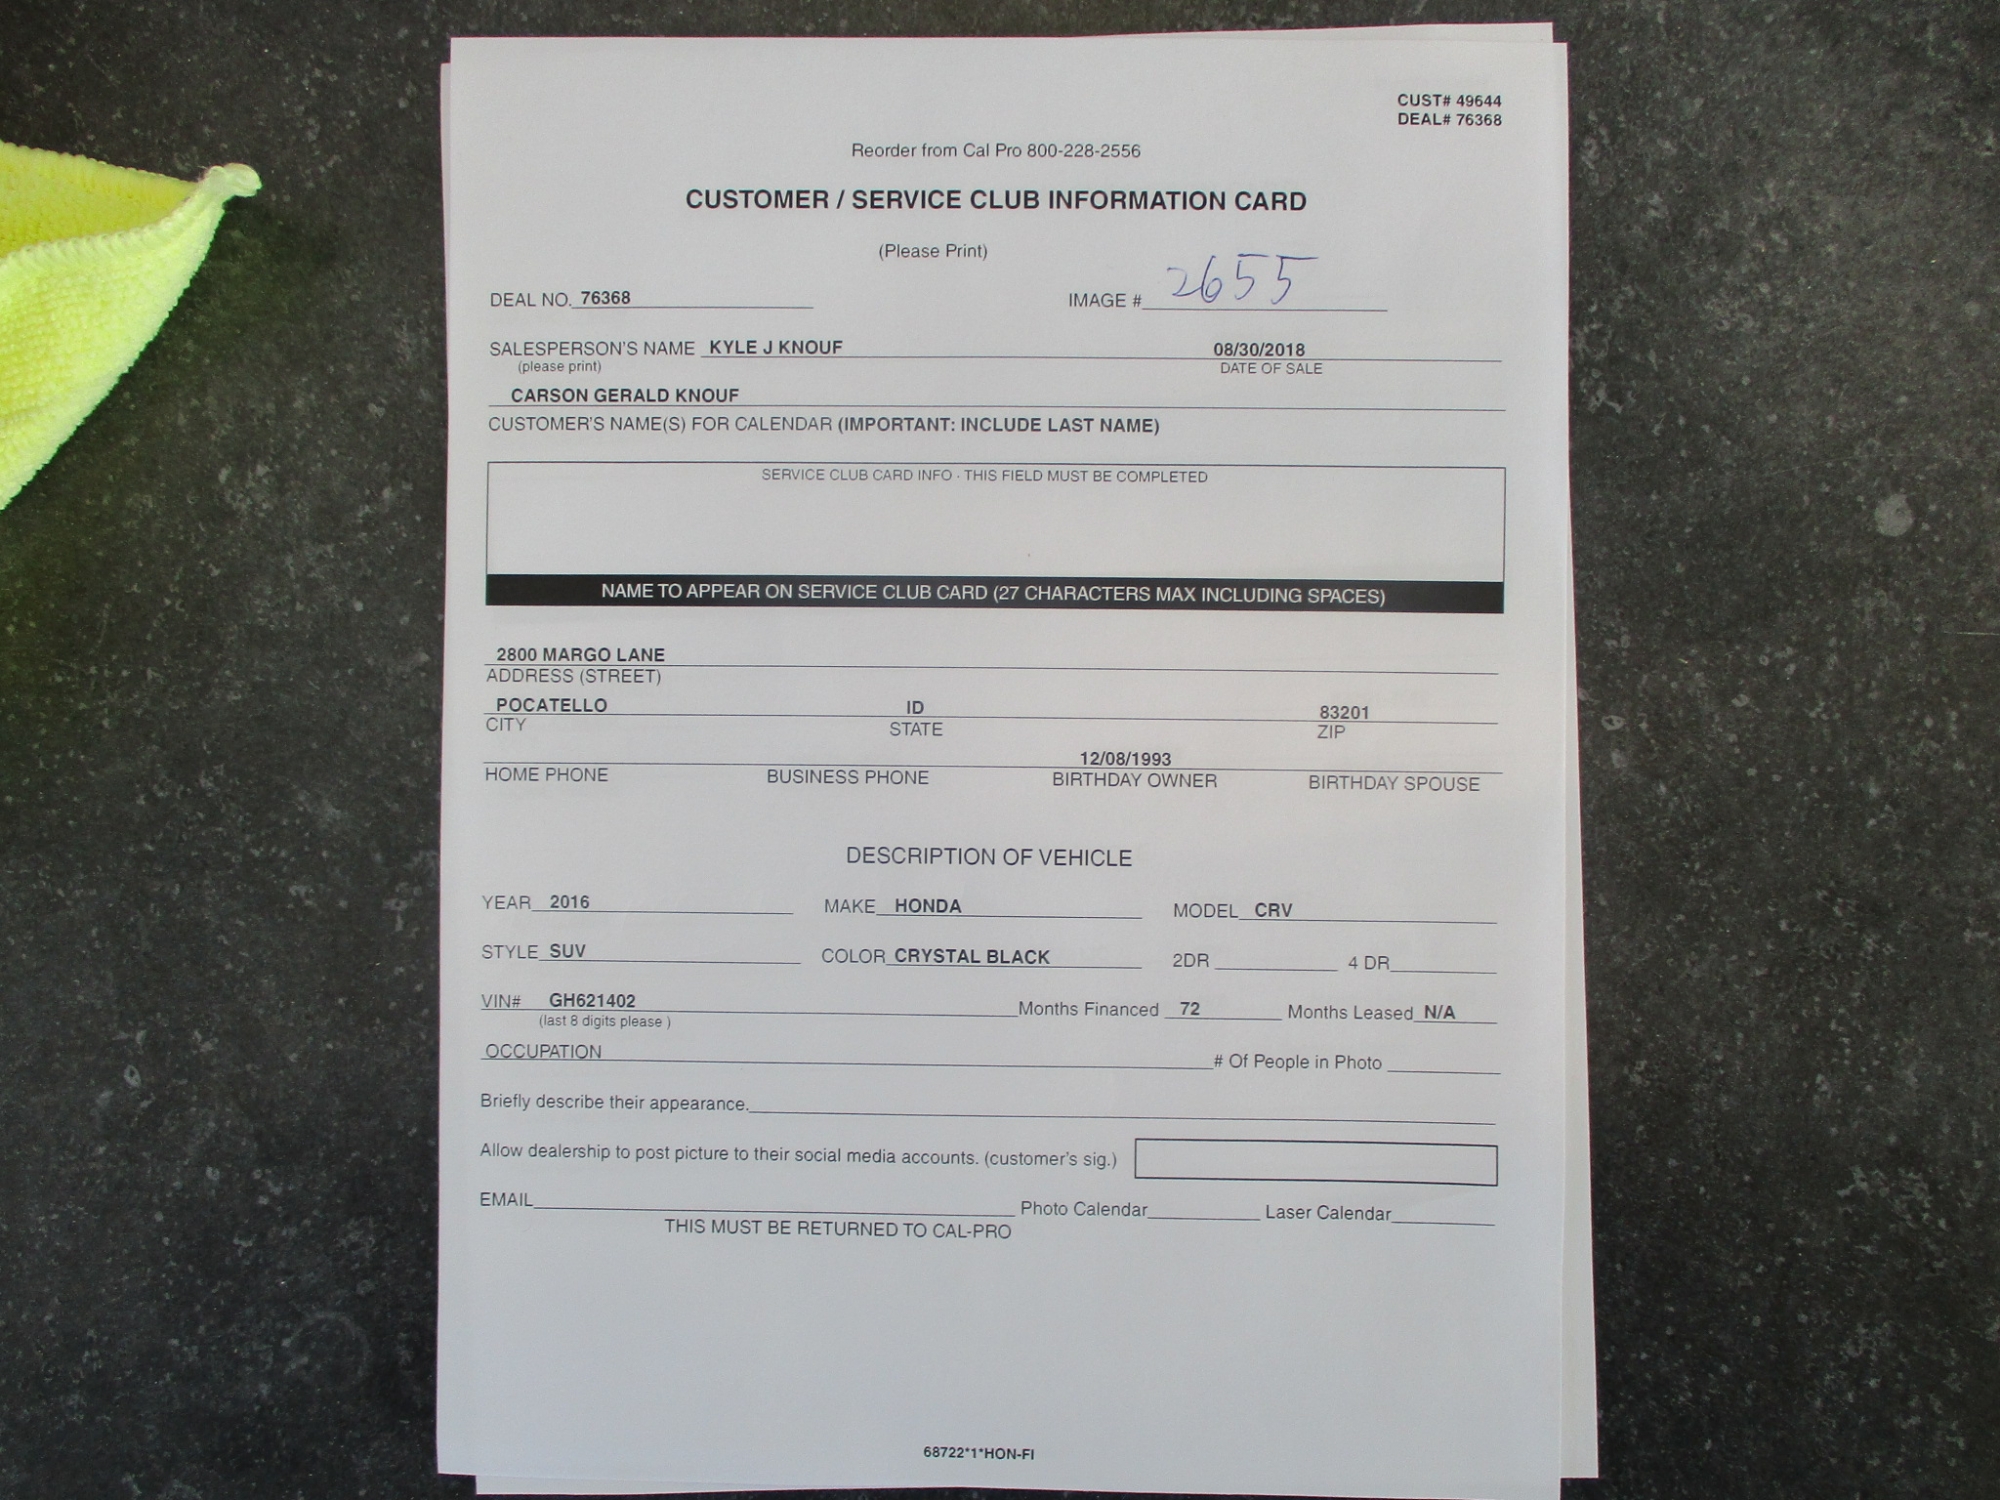 CUST# 49644
DEAL# 76368
Reorder from Cal Pro 800-228-2556
CUSTOMER / SERVICE CLUB INFORMATION CARD
(Please Print)
DEAL NO. 76368 IMAGE # 2655
SALESPERSON'S NAME KYLE J KNOUF 08/30/2018
(please print) DATE OF SALE
CARSON GERALD KNOUF
CUSTOMER'S NAME(S) FOR CALENDAR (IMPORTANT: INCLUDE LAST NAME)
SERVICE CLUB CARD INFO - THIS FIELD MUST BE COMPLETED
NAME TO APPEAR ON SERVICE CLUB CARD (27 CHARACTERS MAX INCLUDING SPACES)
2800 MARGO LANE
ADDRESS (STREET)
POCATELLO ID 83201
CITY STATE ZIP
12/08/1993
HOME PHONE BUSINESS PHONE BIRTHDAY OWNER BIRTHDAY SPOUSE
DESCRIPTION OF VEHICLE
YEAR 2016 MAKE HONDA MODEL CRV
STYLE SUV COLOR CRYSTAL BLACK 2DR 4 DR
VIN# GH621402 Months Financed 72 Months Leased N/A
(last 8 digits please )
OCCUPATION # Of People in Photo
Briefly describe their appearance.
Allow dealership to post picture to their social media accounts. (customer's sig.)
EMAIL Photo Calendar Laser Calendar
THIS MUST BE RETURNED TO CAL-PRO
68722*1*HON-FI